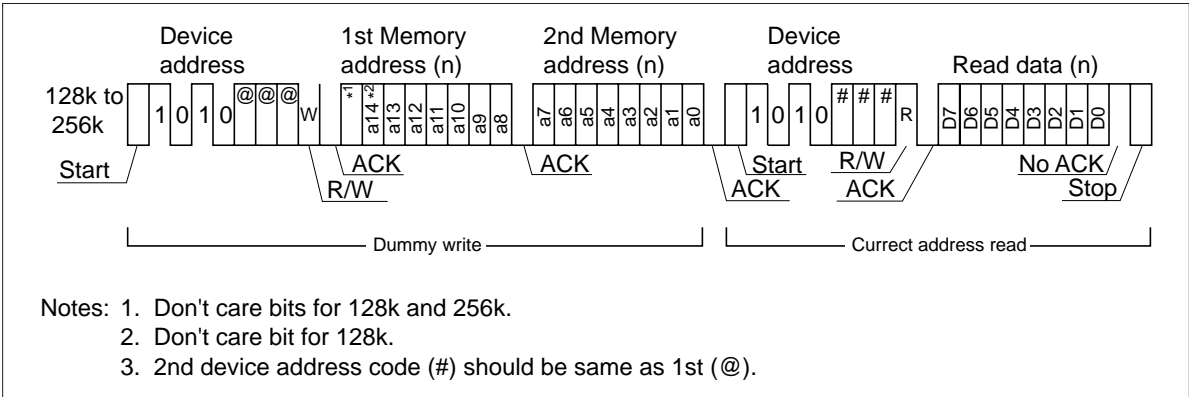 Device address
1st Memory address (n)
2nd Memory address (n)
Device address
Read data (n)
128k to 256k
1 0 1 0 @ @ @ W
*1 a14 *2 a13 a12 a11 a10 a9 a8
a7 a6 a5 a4 a3 a2 a1 a0
1 0 1 0 # # # R
D7 D6 D5 D4 D3 D2 D1 D0
Start
R/W
ACK
ACK
ACK
Start
R/W
ACK
No ACK
Stop
Dummy write
Currect address read
Notes: 1. Don't care bits for 128k and 256k.
2. Don't care bit for 128k.
3. 2nd device address code (#) should be same as 1st (@).